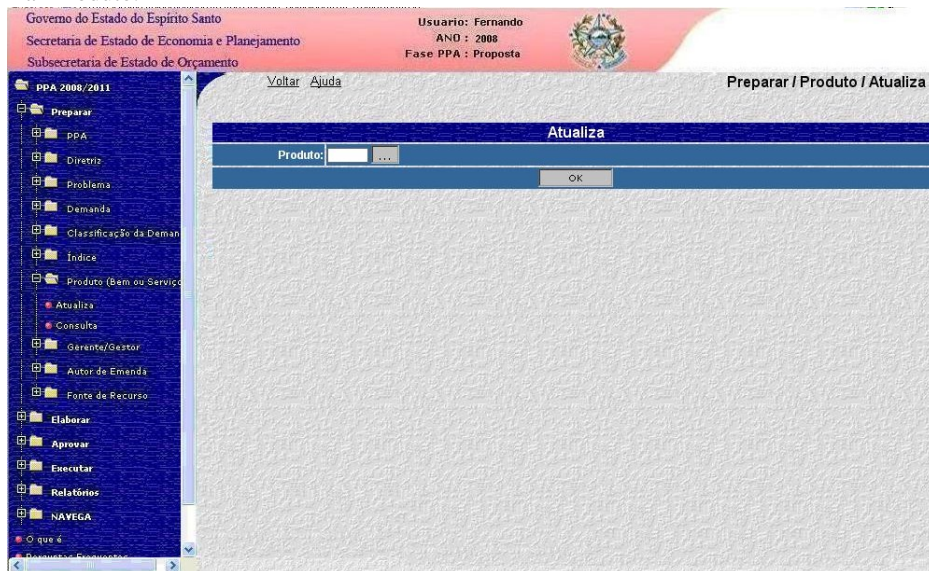 Governo do Estado do Espírito Santo
Secretaria de Estado de Economia e Planejamento
Subsecretaria de Estado de Orçamento
Usuario: Fernando
ANO : 2008
Fase PPA : Proposta
PPA 2008/2011
Preparar
PPA
Diretriz
Problema
Demanda
Classificação da Deman
Índice
Produto (Bem ou Serviço
Atualiza
Consulta
Gerente/Gestor
Autor de Emenda
Fonte de Recurso
Elaborar
Aprovar
Executar
Relatórios
NAVEGA
O que é
Perguntas Frequentes
Voltar Ajuda
Preparar / Produto / Atualiza
Atualiza
Produto: ...
OK